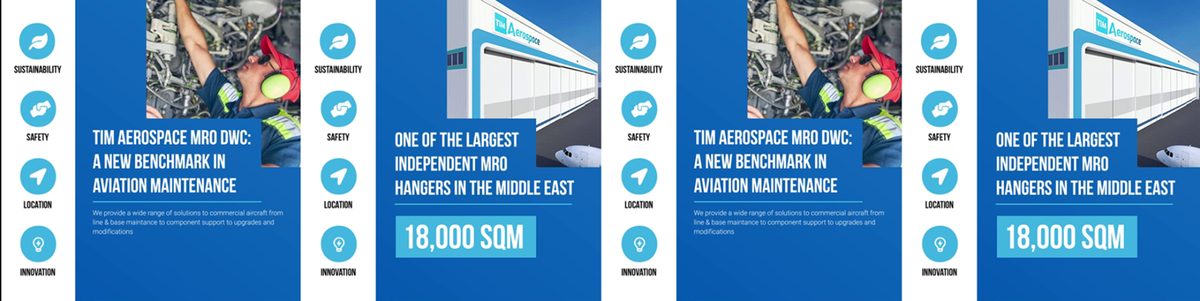 SUSTAINABILITY
SAFETY
LOCATION
INNOVATION
TIM AEROSPACE MRO DWC:
A NEW BENCHMARK IN
AVIATION MAINTENANCE
We provide a wide range of solutions to commercial aircraft from
line & base maintance to component support to upgrades and
modifications
SUSTAINABILITY
SAFETY
LOCATION
INNOVATION
TIM Aerospace
ONE OF THE LARGEST
INDEPENDENT MRO
HANGERS IN THE MIDDLE EAST
18,000 SQM
SUSTAINABILITY
SAFETY
LOCATION
INNOVATION
TIM AEROSPACE MRO DWC:
A NEW BENCHMARK IN
AVIATION MAINTENANCE
We provide a wide range of solutions to commercial aircraft from
line & base maintance to component support to upgrades and
modifications
SUSTAINABILITY
SAFETY
LOCATION
INNOVATION
TIM Aerospace
ONE OF THE LARGEST
INDEPENDENT MRO
HANGERS IN THE MIDDLE EAST
18,000 SQM